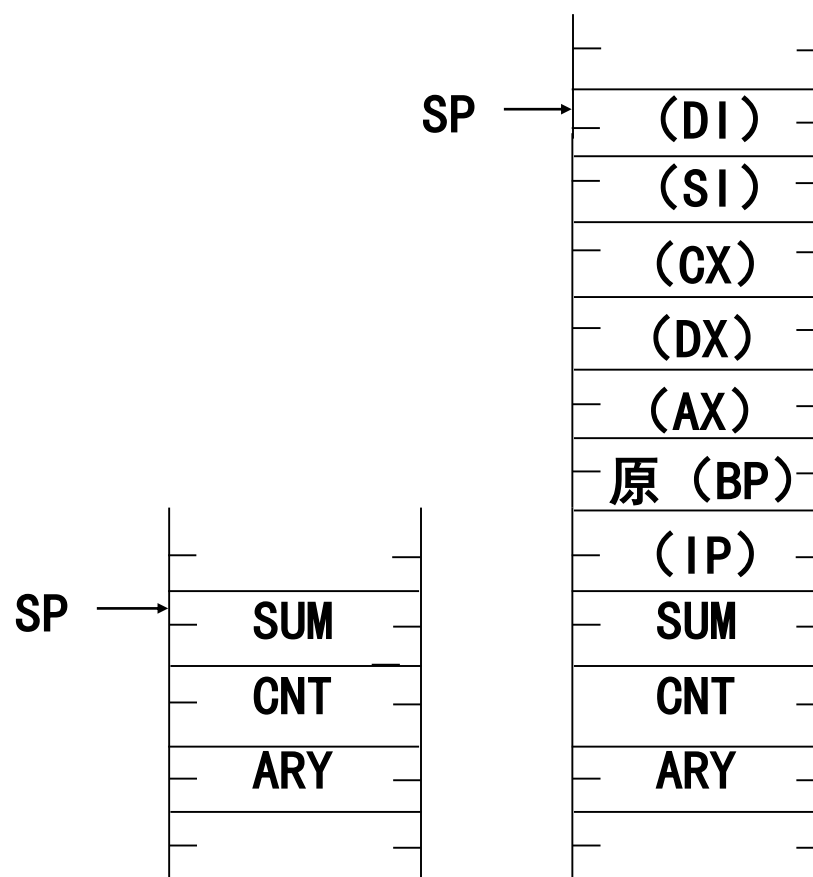 SP
(DI)
(SI)
(CX)
(DX)
(AX)
原 (BP)
(IP)
SUM
CNT
ARY
SP
SUM
CNT
ARY